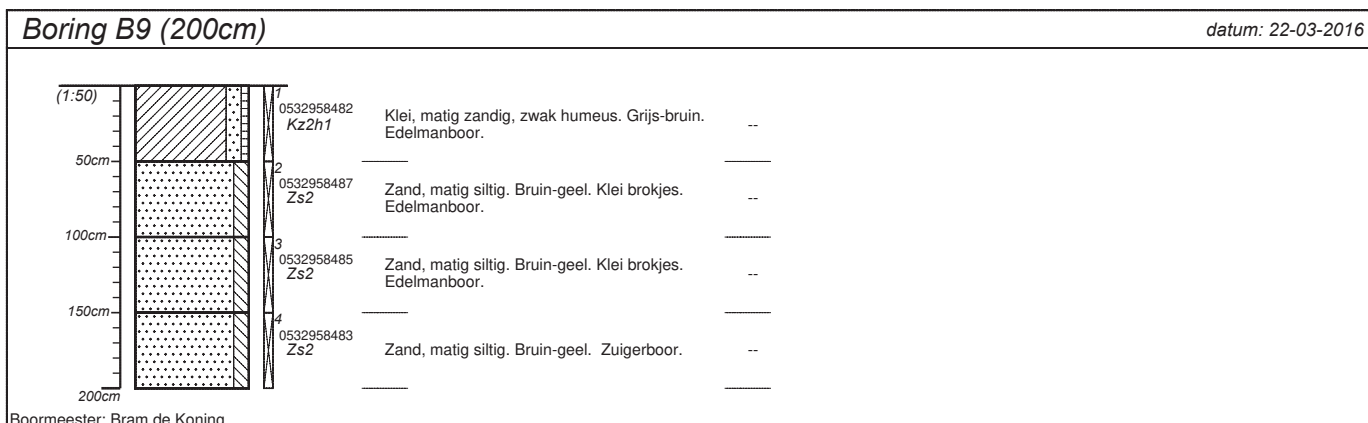 Boring B9 (200cm)
datum: 22-03-2016
(1:50)
1
0532958482
Kz2h1
Klei, matig zandig, zwak humeus. Grijs-bruin.
Edelmanboor.
--
50cm
2
0532958487
Zs2
Zand, matig siltig. Bruin-geel. Klei brokjes.
Edelmanboor.
--
100cm
3
0532958485
Zs2
Zand, matig siltig. Bruin-geel. Klei brokjes.
Edelmanboor.
--
150cm
4
0532958483
Zs2
Zand, matig siltig. Bruin-geel. Zuigerboor.
--
200cm
Boormeester: Bram de Koning